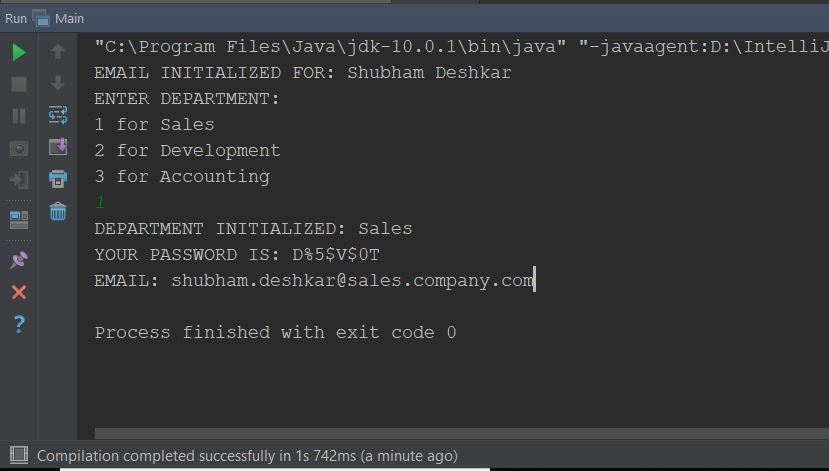 Run Main
"C:\Program Files\Java\jdk-10.0.1\bin\java" "-javaagent:D:\IntelliJ
EMAIL INITIALIZED FOR: Shubham Deshkar
ENTER DEPARTMENT:
1 for Sales
2 for Development
3 for Accounting
1
DEPARTMENT INITIALIZED: Sales
YOUR PASSWORD IS: D%5$V$0T
EMAIL: shubham.deshkar@sales.company.com
Process finished with exit code 0
Compilation completed successfully in 1s 742ms (a minute ago)